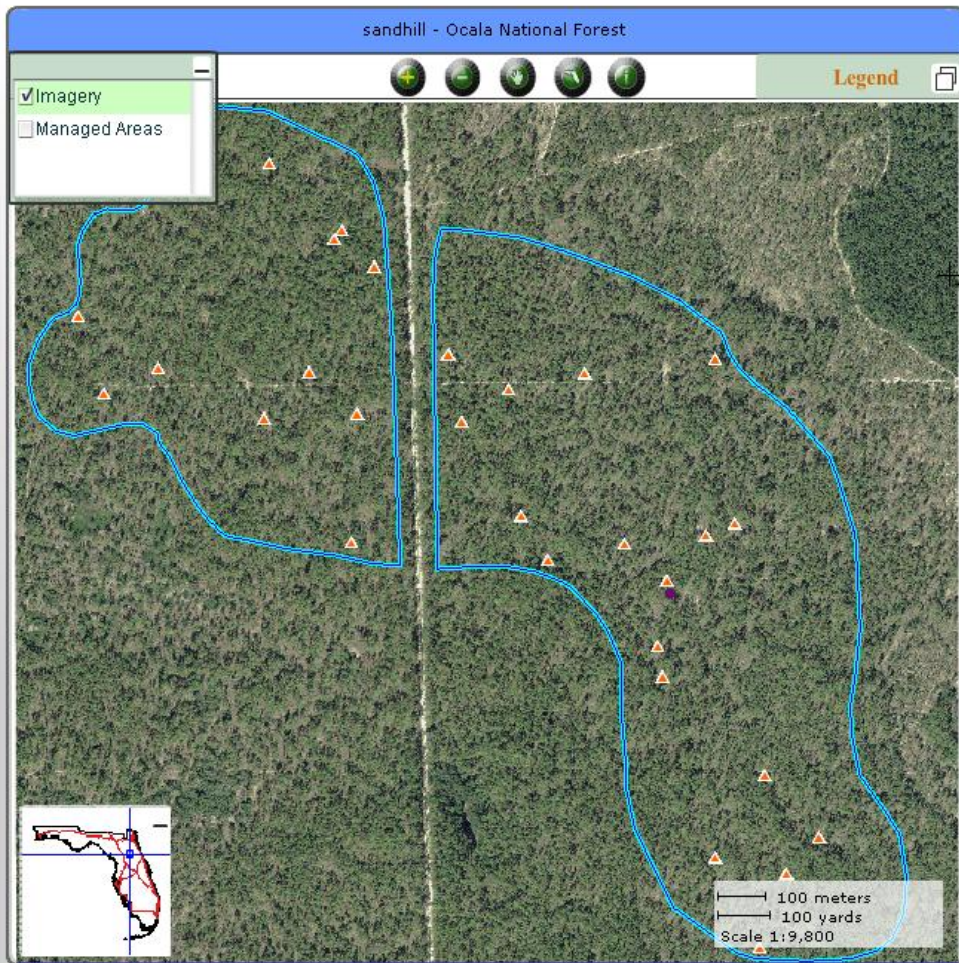 sandhill - Ocala National Forest
Imagery
Managed Areas
Legend
100 meters
100 yards
Scale 1:9,800